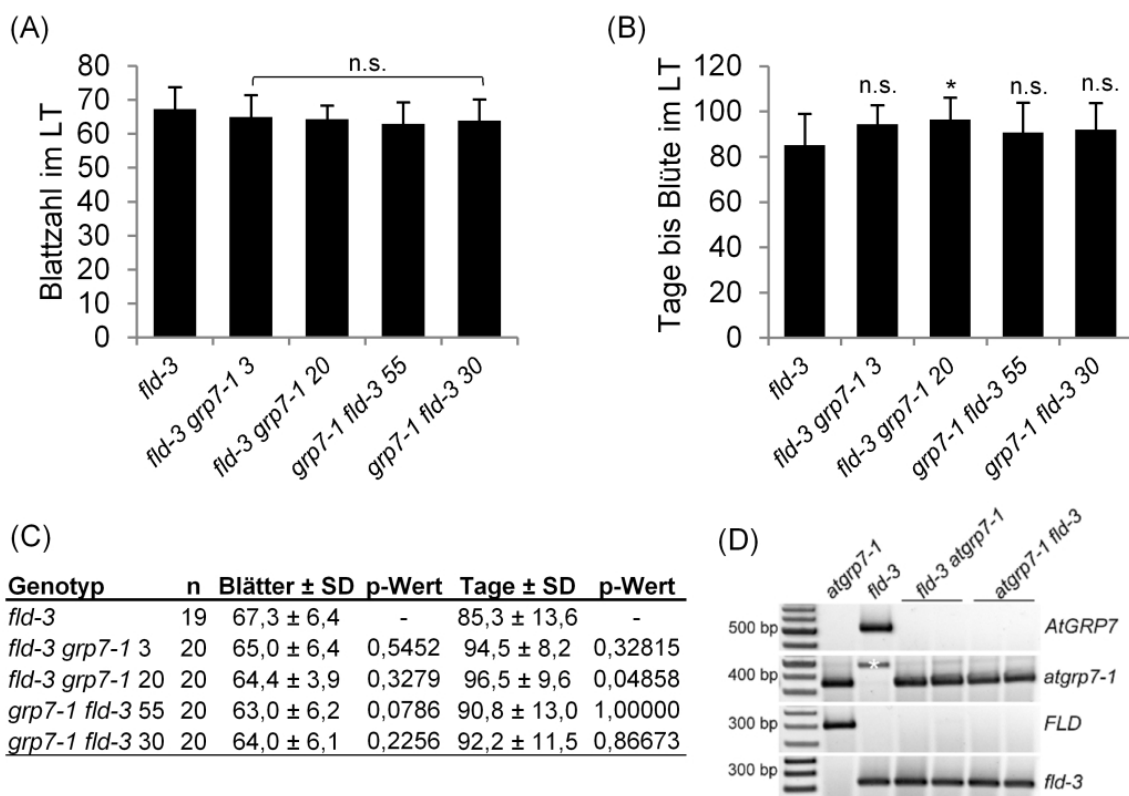 (A)
Blattzahl im LT
80
70
60
50
40
30
20
10
0
n.s.
fld-3
fld-3 grp7-1 3
fld-3 grp7-1 20
grp7-1 fld-3 55
grp7-1 fld-3 30
(B)
Tage bis Blüte im LT
120
100
80
60
40
20
0
n.s.
*
n.s.
n.s.
fld-3
fld-3 grp7-1 3
fld-3 grp7-1 20
grp7-1 fld-3 55
grp7-1 fld-3 30
(C)
Genotyp n Blätter ± SD p-Wert Tage ± SD p-Wert
fld-3 19 67,3 ± 6,4 - 85,3 ± 13,6 -
fld-3 grp7-1 3 20 65,0 ± 6,4 0,5452 94,5 ± 8,2 0,32815
fld-3 grp7-1 20 20 64,4 ± 3,9 0,3279 96,5 ± 9,6 0,04858
grp7-1 fld-3 55 20 63,0 ± 6,2 0,0786 90,8 ± 13,0 1,00000
grp7-1 fld-3 30 20 64,0 ± 6,1 0,2256 92,2 ± 11,5 0,86673
(D)
atgrp7-1
fld-3
fld-3 atgrp7-1
atgrp7-1 fld-3
500 bp AtGRP7
*
400 bp atgrp7-1
300 bp FLD
300 bp fld-3